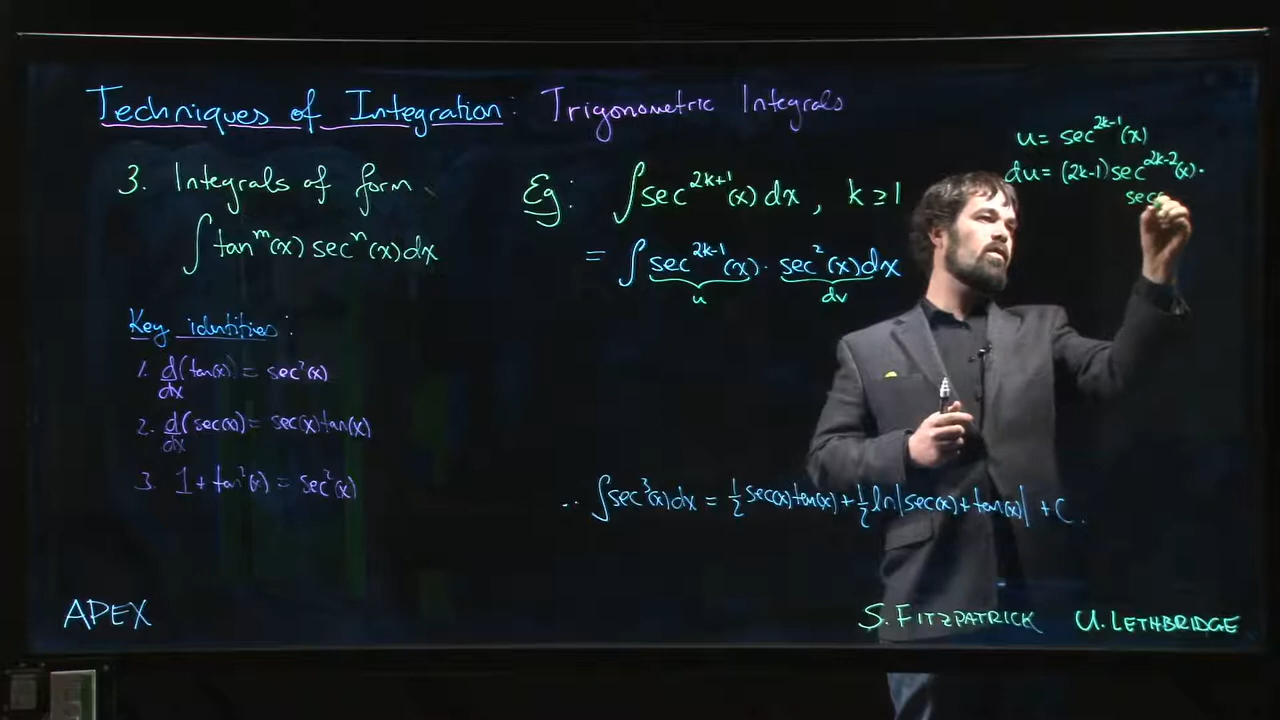 Techniques of Integration: Trigonometric Integrals
3. Integrals of form
∫tan^m(x) sec^n(x)dx
Key identities:
1. d/dx(tan(x)) = sec²(x)
2. d/dx(sec(x)) = sec(x)tan(x)
3. 1 + tan²(x) = sec²(x)
Eg: ∫sec^{2k+1}(x) dx, k≥1
= ∫sec^{2k-1}(x) · sec²(x)dx
u dv
u = sec^{2k-1}(x)
du = (2k-1)sec^{2k-2}(x)·
sec
∴ ∫sec³(x)dx = ½ sec(x)tan(x) + ½ ln|sec(x)+tan(x)| + C.
APEX
S. FITZPATRICK U. LETHBRIDGE